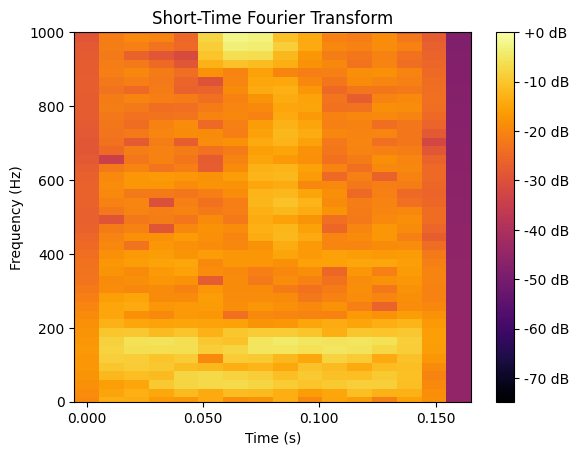 Short-Time Fourier Transform
Frequency (Hz)
1000
800
600
400
200
0
0.000
0.050
0.100
0.150
Time (s)
+0 dB
-10 dB
-20 dB
-30 dB
-40 dB
-50 dB
-60 dB
-70 dB